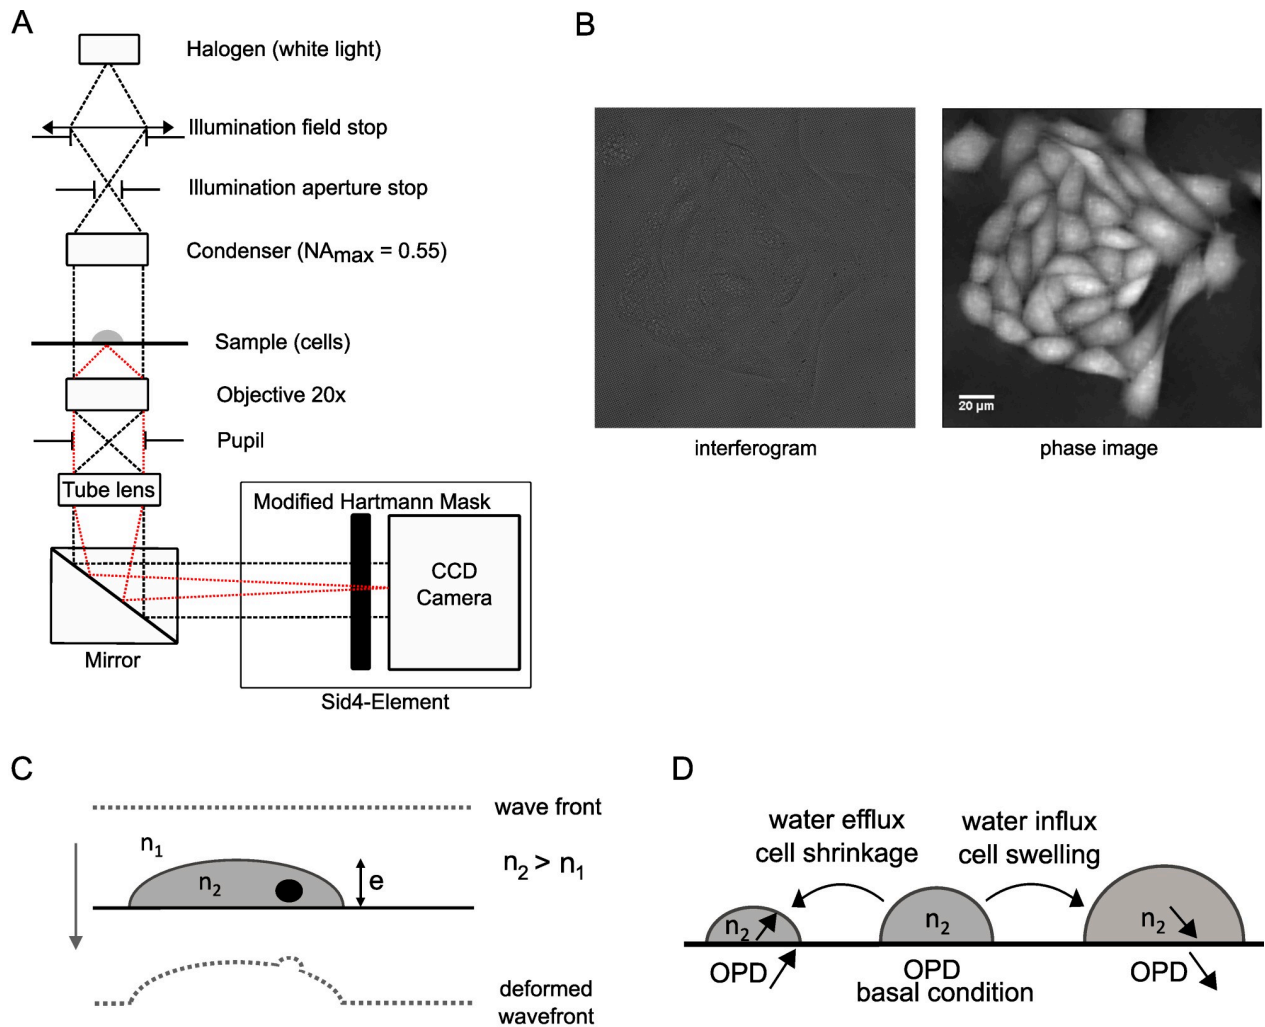 A
Halogen (white light)
Illumination field stop
Illumination aperture stop
Condenser (NAmax = 0.55)
Sample (cells)
Objective 20x
Pupil
Tube lens
Modified Hartmann Mask
CCD
Camera
Mirror
Sid4-Element
B
20 µm
interferogram
phase image
C
wave front
n1
n2 > n1
n2
e
deformed
wavefront
D
water efflux
cell shrinkage
water influx
cell swelling
n2
n2
n2
OPD
OPD
basal condition
OPD